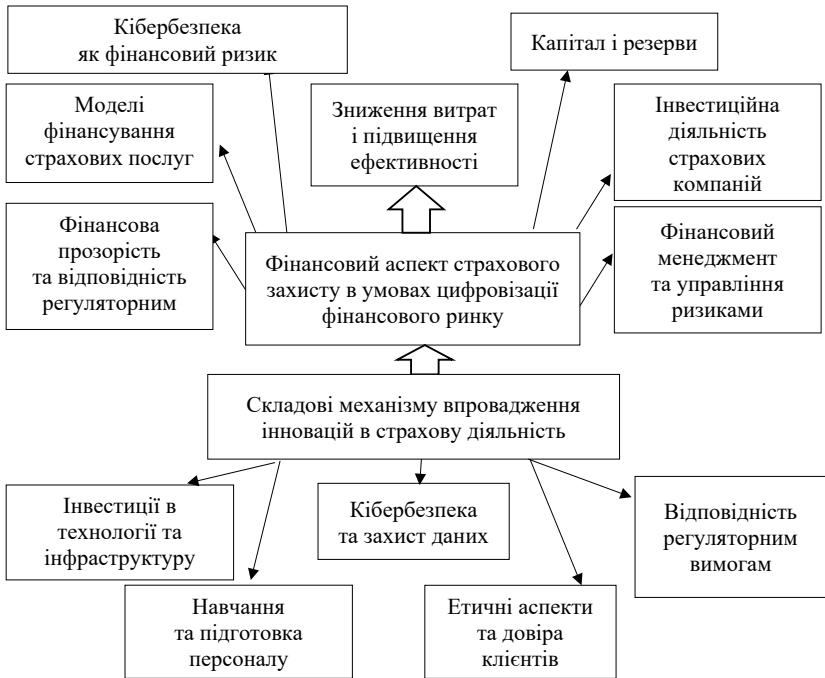 Кібербезпека
як фінансовий ризик
Капітал і резерви
Моделі
фінансування
страхових послуг
Зниження витрат
і підвищення
ефективності
Інвестиційна
діяльність
страхових
компаній
Фінансова
прозорість
та відповідність
регуляторним
Фінансовий аспект страхового
захисту в умовах цифровізації
фінансового ринку
Фінансовий
менеджмент
та управління
ризиками
Складові механізму впровадження
інновацій в страхову діяльність
Інвестиції в
технології та
інфраструктуру
Кібербезпека
та захист даних
Відповідність
регуляторним
вимогам
Навчання
та підготовка
персоналу
Етичні аспекти
та довіра
клієнтів